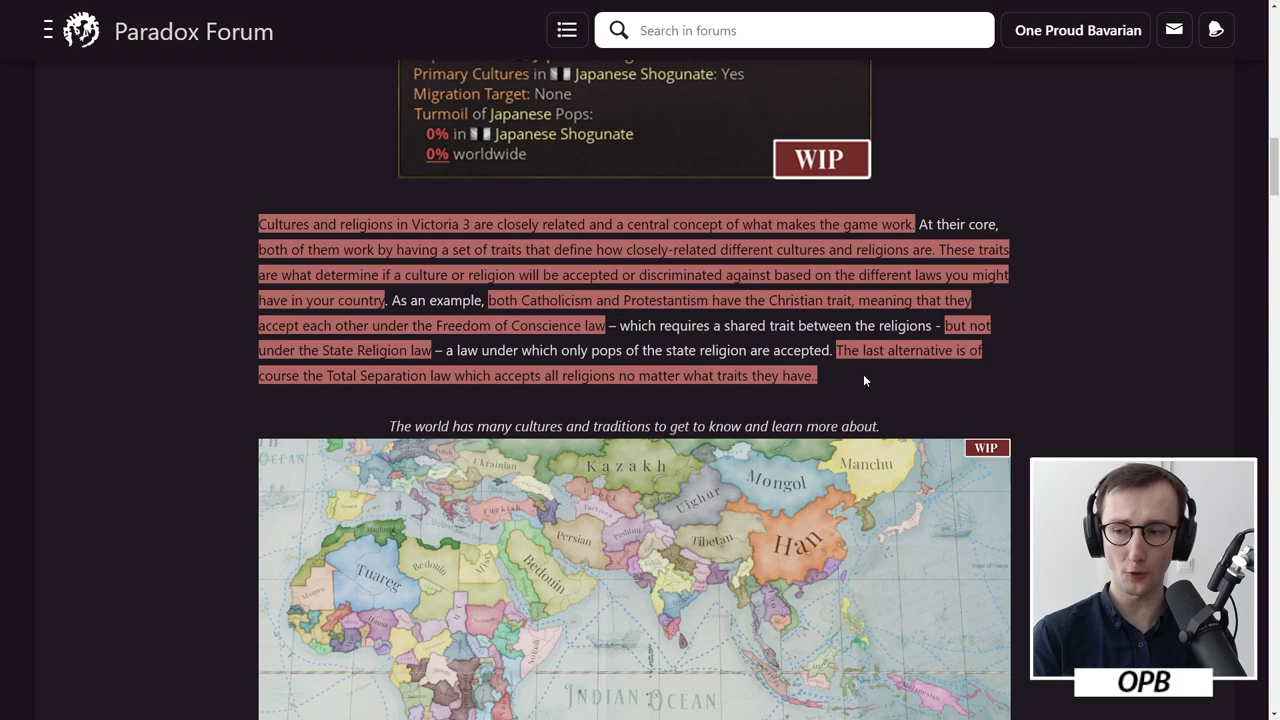 Paradox Forum
Search in forums
One Proud Bavarian
Primary Cultures in Japanese Shogunate: Yes
Migration Target: None
Turmoil of Japanese Pops:
0% in Japanese Shogunate
0% worldwide
WIP
Cultures and religions in Victoria 3 are closely related and a central concept of what makes the game work. At their core,
both of them work by having a set of traits that define how closely-related different cultures and religions are. These traits
are what determine if a culture or religion will be accepted or discriminated against based on the different laws you might
have in your country. As an example, both Catholicism and Protestantism have the Christian trait, meaning that they
accept each other under the Freedom of Conscience law – which requires a shared trait between the religions - but not
under the State Religion law – a law under which only pops of the state religion are accepted. The last alternative is of
course the Total Separation law which accepts all religions no matter what traits they have..
The world has many cultures and traditions to get to know and learn more about.
WIP
OCEAN
Ukrainian
Kazakh
Manchu
Mongol
Uighur
Turkish
Persian
Pashtun
Tibetan
Han
Tuareg
Bedouin
Misri
Bedouin
Hausa
Somali
INDIAN OCEAN
Melanesian
OPB